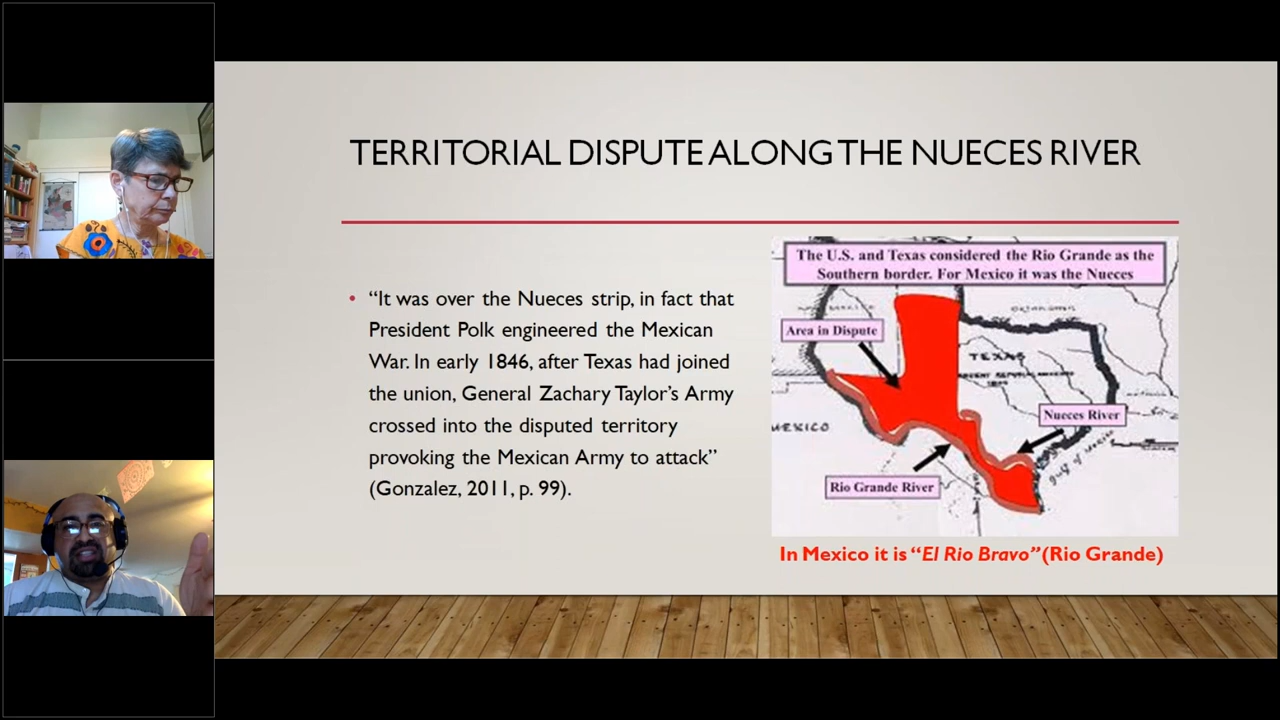 TERRITORIAL DISPUTE ALONG THE NUECES RIVER
• “It was over the Nueces strip, in fact that
President Polk engineered the Mexican
War. In early 1846, after Texas had joined
the union, General Zachary Taylor’s Army
crossed into the disputed territory
provoking the Mexican Army to attack”
(Gonzalez, 2011, p. 99).
The U.S. and Texas considered the Rio Grande as the
Southern border. For Mexico it was the Nueces
Area in Dispute
TEXAS
Nueces River
MEXICO
Gulf of Mexico
Rio Grande River
In Mexico it is “El Rio Bravo” (Rio Grande)